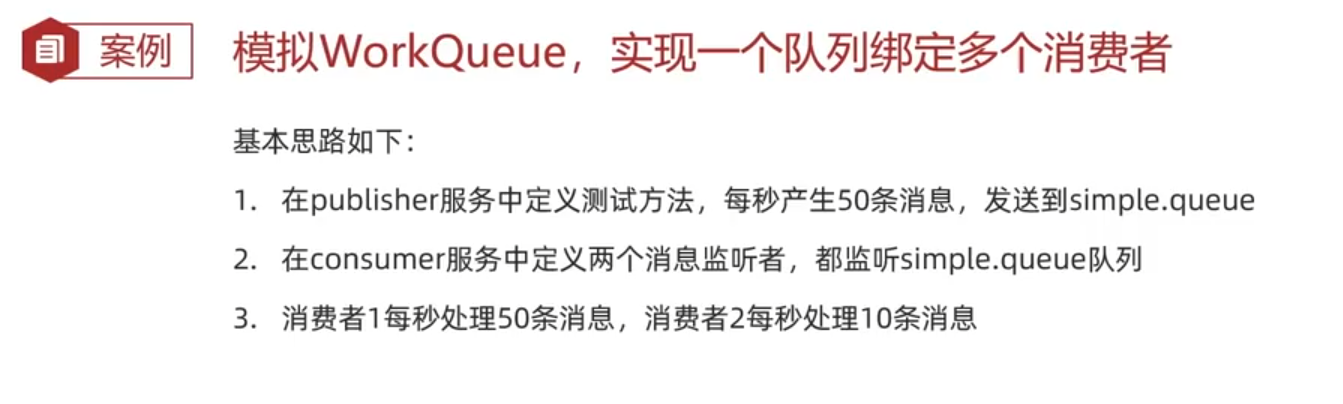 案例
模拟WorkQueue，实现一个队列绑定多个消费者
基本思路如下：
1. 在publisher服务中定义测试方法，每秒产生50条消息，发送到simple.queue
2. 在consumer服务中定义两个消息监听者，都监听simple.queue队列
3. 消费者1每秒处理50条消息，消费者2每秒处理10条消息